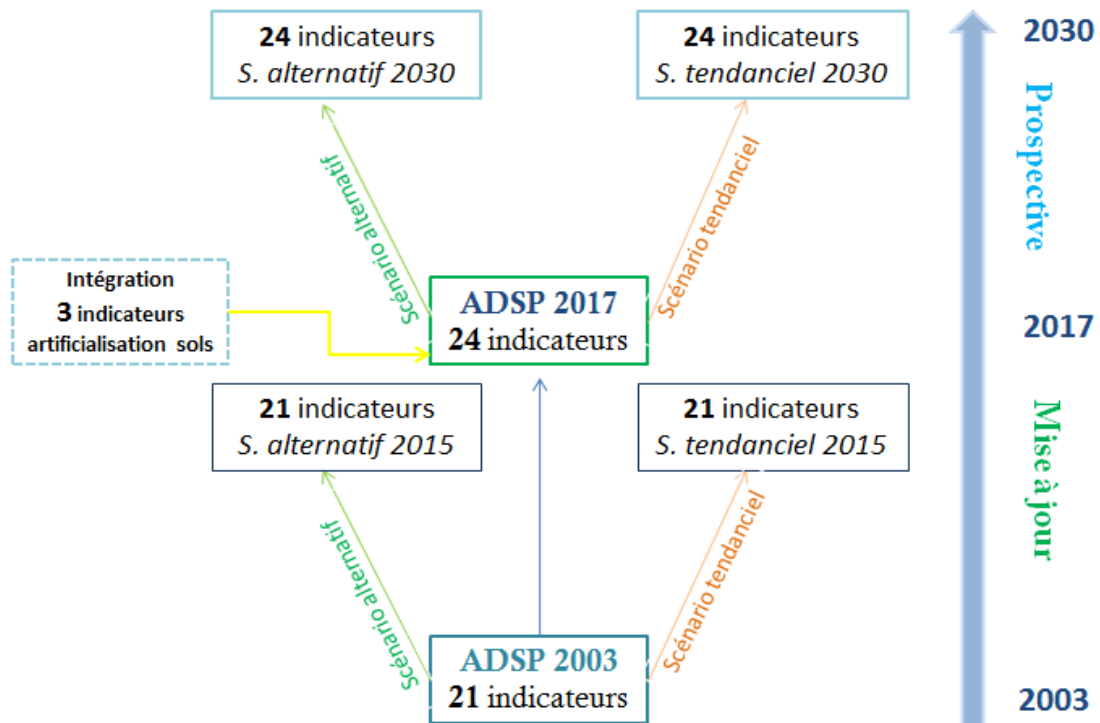 24 indicateurs
S. alternatif 2030
24 indicateurs
S. tendanciel 2030
2030
Prospective
Scénario alternatif
Scénario tendanciel
Intégration
3 indicateurs
artificialisation sols
ADSP 2017
24 indicateurs
2017
21 indicateurs
S. alternatif 2015
21 indicateurs
S. tendanciel 2015
Mise à jour
Scénario alternatif
Scénario tendanciel
ADSP 2003
21 indicateurs
2003